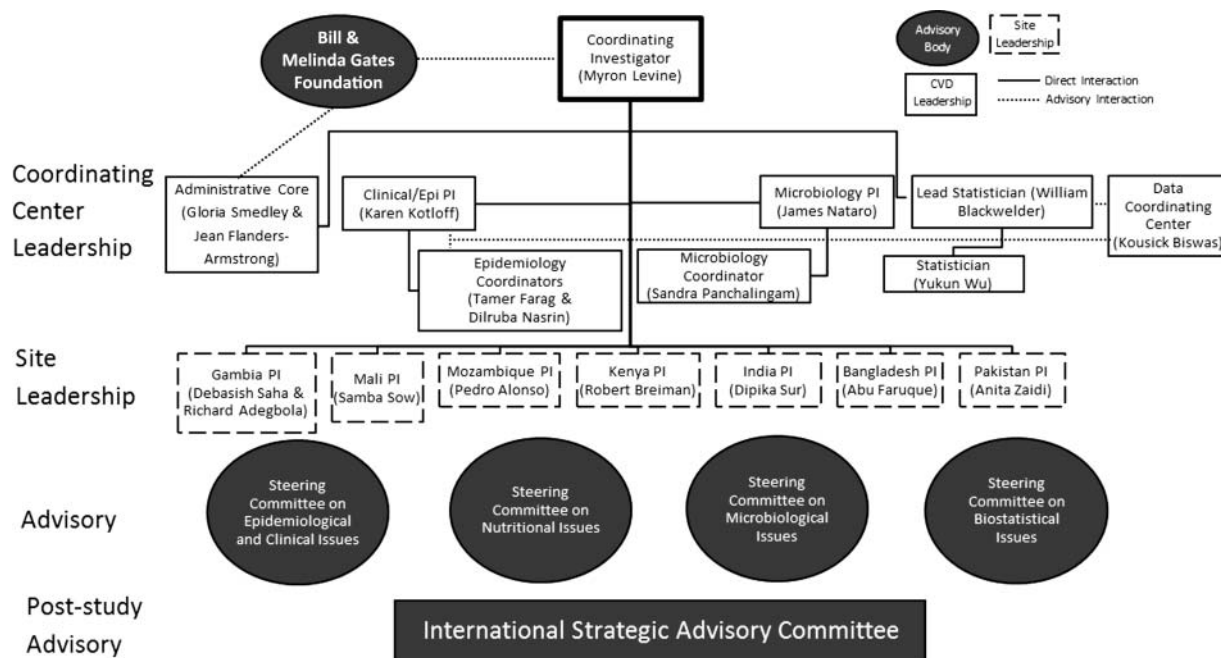 Bill &
Melinda Gates
Foundation
Coordinating
Investigator
(Myron Levine)
Advisory
Body
Site
Leadership
CVD
Leadership
Direct Interaction
Advisory Interaction
Coordinating
Center
Leadership
Administrative Core
(Gloria Smedley &
Jean Flanders-
Armstrong)
Clinical/Epi PI
(Karen Kotloff)
Microbiology PI
(James Nataro)
Lead Statistician (William
Blackwelder)
Data
Coordinating
Center
(Kousick Biswas)
Epidemiology
Coordinators
(Tamer Farag &
Dilruba Nasrin)
Microbiology
Coordinator
(Sandra Panchalingam)
Statistician
(Yukun Wu)
Site
Leadership
Gambia PI
(Debasish Saha &
Richard Adegbola)
Mali PI
(Samba Sow)
Mozambique PI
(Pedro Alonso)
Kenya PI
(Robert Breiman)
India PI
(Dipika Sur)
Bangladesh PI
(Abu Faruque)
Pakistan PI
(Anita Zaidi)
Advisory
Steering
Committee on
Epidemiological
and Clinical Issues
Steering
Committee on
Nutritional Issues
Steering
Committee on
Microbiological
Issues
Steering
Committee on
Biostatistical
Issues
Post-study
Advisory
International Strategic Advisory Committee